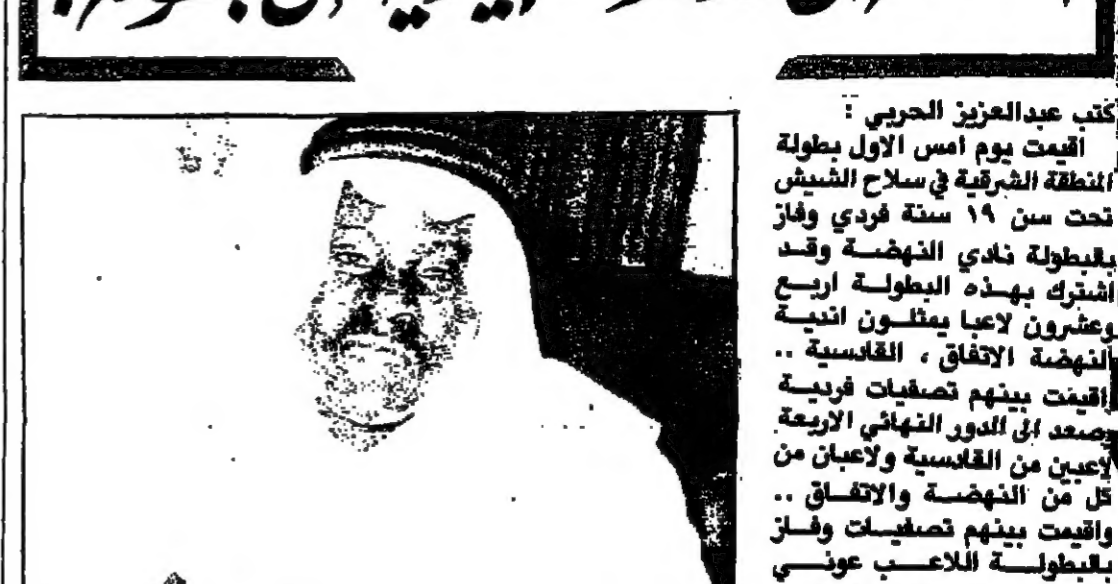 كتب عبدالعزيز الحربي :
اقيمت يوم امس الاول بطولة
المنطقة الشرقية في سلاح الشيش
تحت سن ١٩ سنة فردي وفاز
بالبطولة نادي النهضة وقد
اشترك بهذه البطولة اربع
وعشرون لاعبا يمثلون اندية
النهضة الاتفاق ، القادسية ..
واقيمت بينهم تصفيات فردية
وصعد الى الدور النهائي الاربعة
لاعبين من القادسية ولاعبان من
كل من النهضة والاتفاق ..
واقيمت بينهم تصفيات وفاز
بالبطولة اللاعب عوني